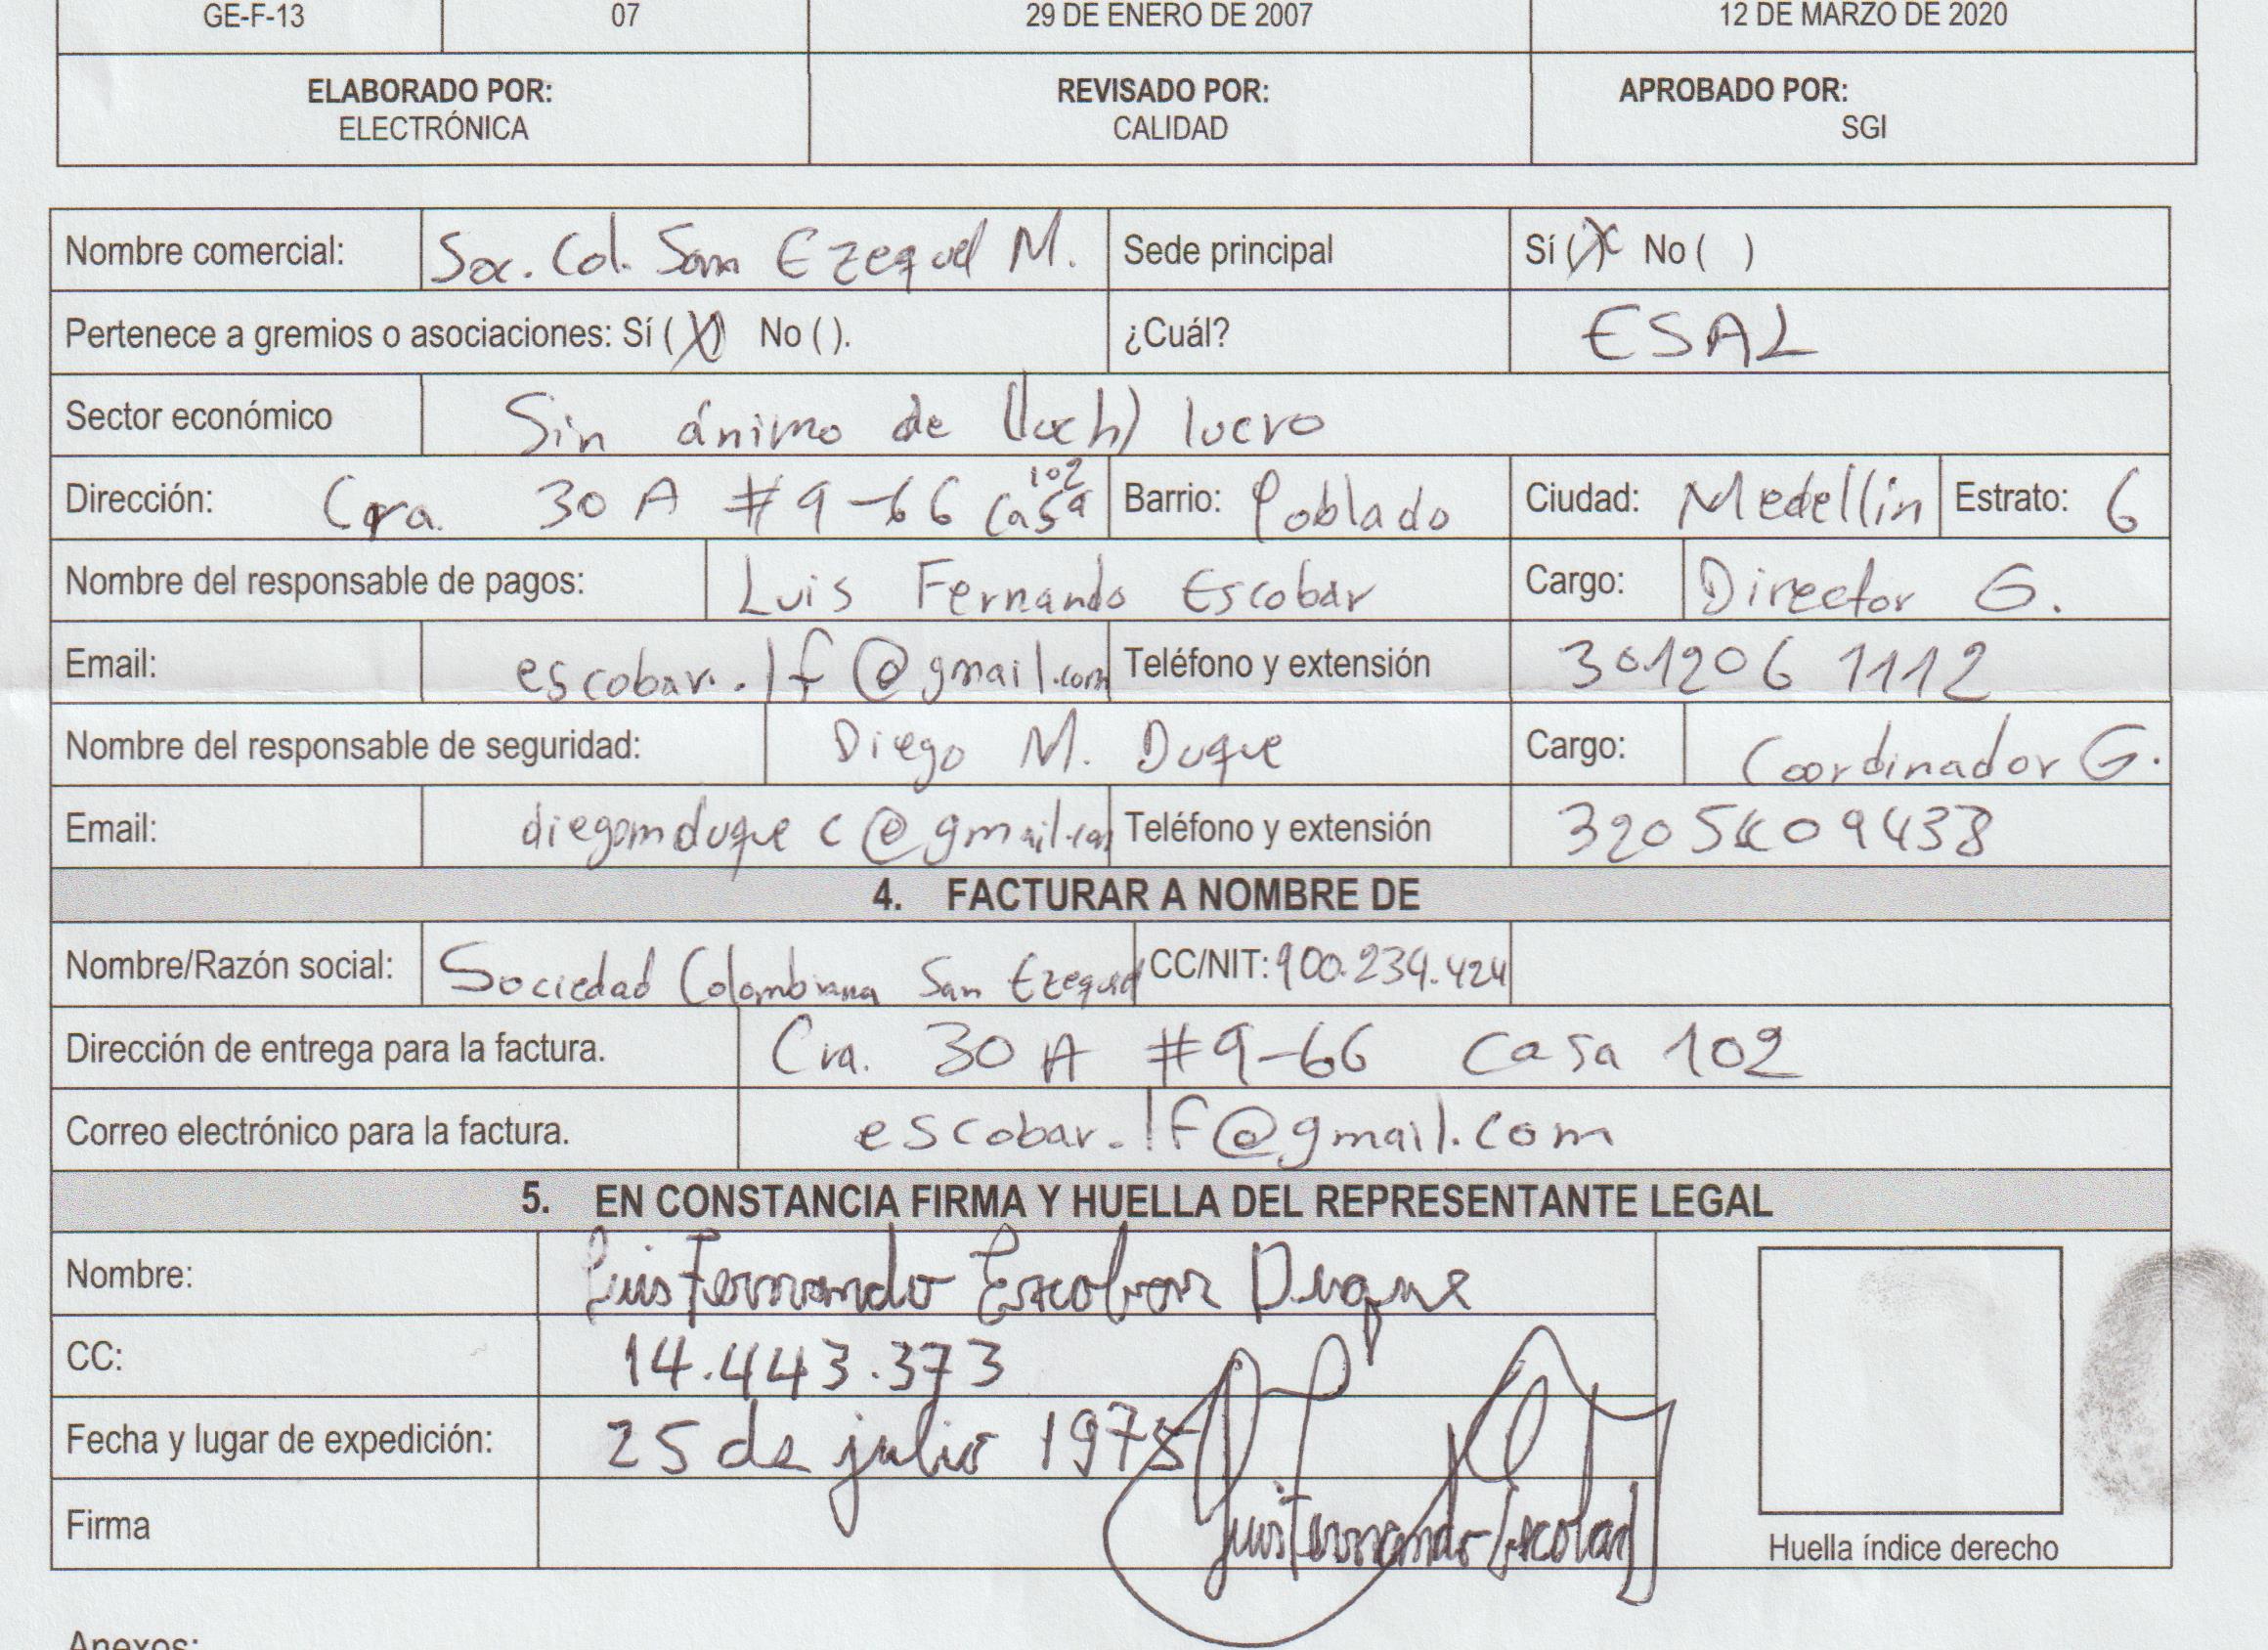 GE-F-13 07 29 DE ENERO DE 2007 12 DE MARZO DE 2020
ELABORADO POR: REVISADO POR: APROBADO POR:
ELECTRÓNICA CALIDAD SGI
Nombre comercial: Soc. Col. San Ezequiel M. Sede principal Sí (X) No ( )
Pertenece a gremios o asociaciones: Sí (X) No ( ). ¿Cuál? ESAL
Sector económico Sin ánimo de (luch) lucro
Dirección: Cra. 30 A #9-66 Casa 102 Barrio: Poblado Ciudad: Medellín Estrato: 6
Nombre del responsable de pagos: Luis Fernando Escobar Cargo: Director G.
Email: escobar.lf@gmail.com Teléfono y extensión 301206 1112
Nombre del responsable de seguridad: Diego M. Duque Cargo: Coordinador G.
Email: diegomduque c@gmail.com Teléfono y extensión
4. FACTURAR A NOMBRE DE
Nombre/Razón social: Sociedad Colombiana San Ezequiel CC/NIT: 900.234.424
Dirección de entrega para la factura. Cra. 30 A #9-66 Casa 102
Correo electrónico para la factura. escobar.lf@gmail.com
5. EN CONSTANCIA FIRMA Y HUELLA DEL REPRESENTANTE LEGAL
Nombre: Luis Fernando Escobar Duque
CC: 14.443.373
Fecha y lugar de expedición: 25 de julio 1975
Firma Luis Fernando Escobar D
Huella índice derecho
Anexos: